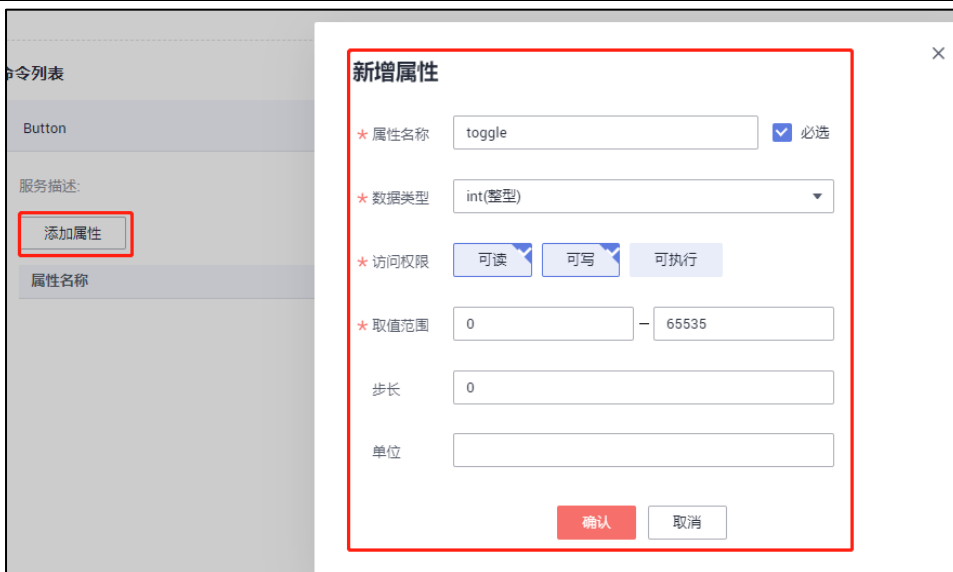 命令列表
Button
服务描述:
添加属性
属性名称
新增属性
* 属性名称 toggle 必选
* 数据类型 int(整型)
* 访问权限 可读 可写 可执行
* 取值范围 0 — 65535
步长 0
单位
确认 取消